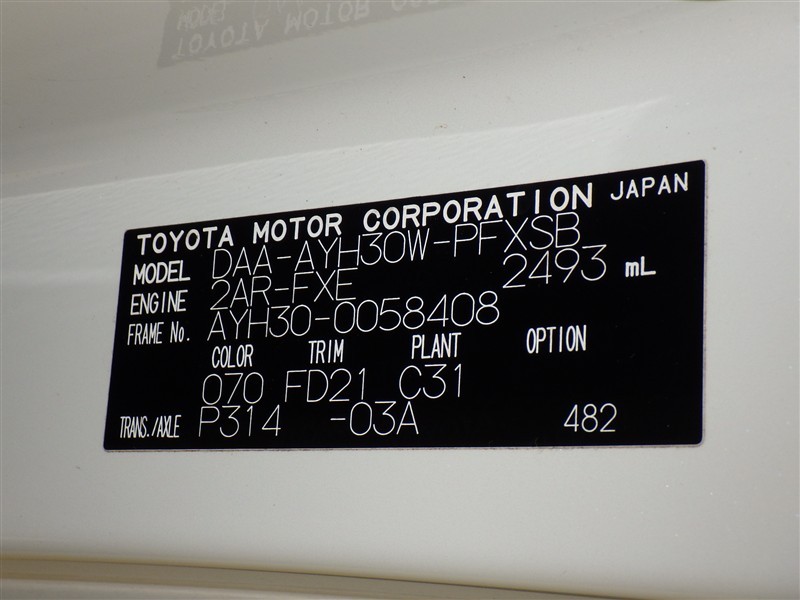 TOYOTA MOTOR CORPORATION JAPAN
MODEL DAA-AYH30W-PFXSB
ENGINE 2AR-FXE 2493 mL
FRAME No. AYH30-0058408
COLOR TRIM PLANT OPTION
070 FD21 C31
TRANS./AXLE P314 -03A 482